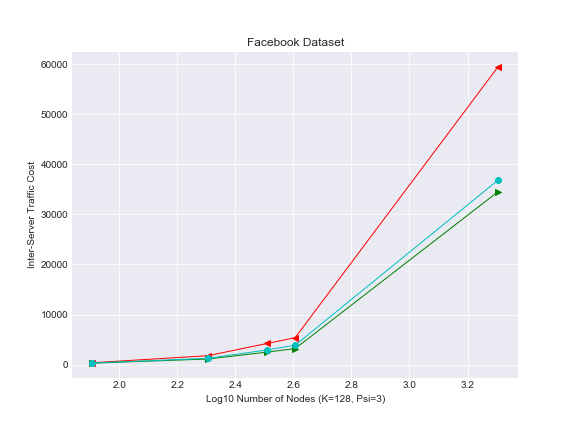 Facebook Dataset
60000
50000
40000
30000
20000
10000
0
Inter-Server Traffic Cost
2.0 2.2 2.4 2.6 2.8 3.0 3.2
Log10 Number of Nodes (K=128, Psi=3)